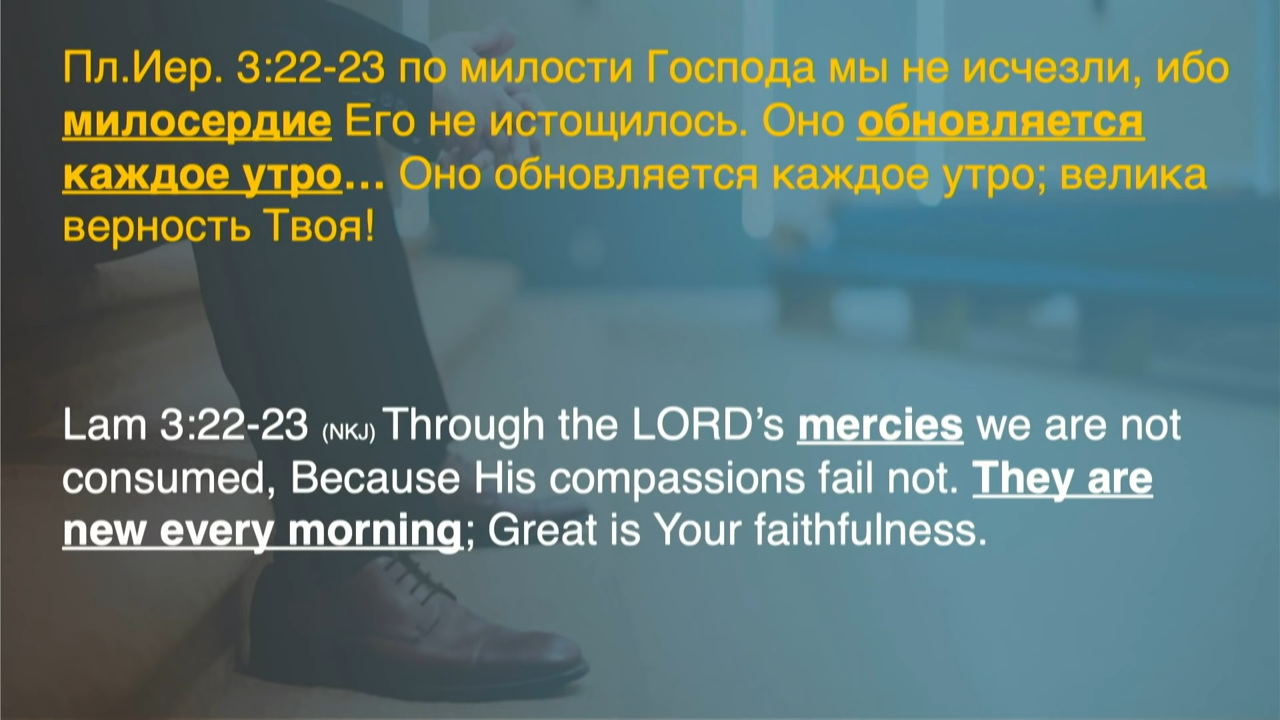 Пл.Иер. 3:22-23 по милости Господа мы не исчезли, ибо
милосердие Его не истощилось. Оно обновляется
каждое утро... Оно обновляется каждое утро; велика
верность Твоя!
Lam 3:22-23 (NKJ) Through the LORD’s mercies we are not
consumed, Because His compassions fail not. They are
new every morning; Great is Your faithfulness.